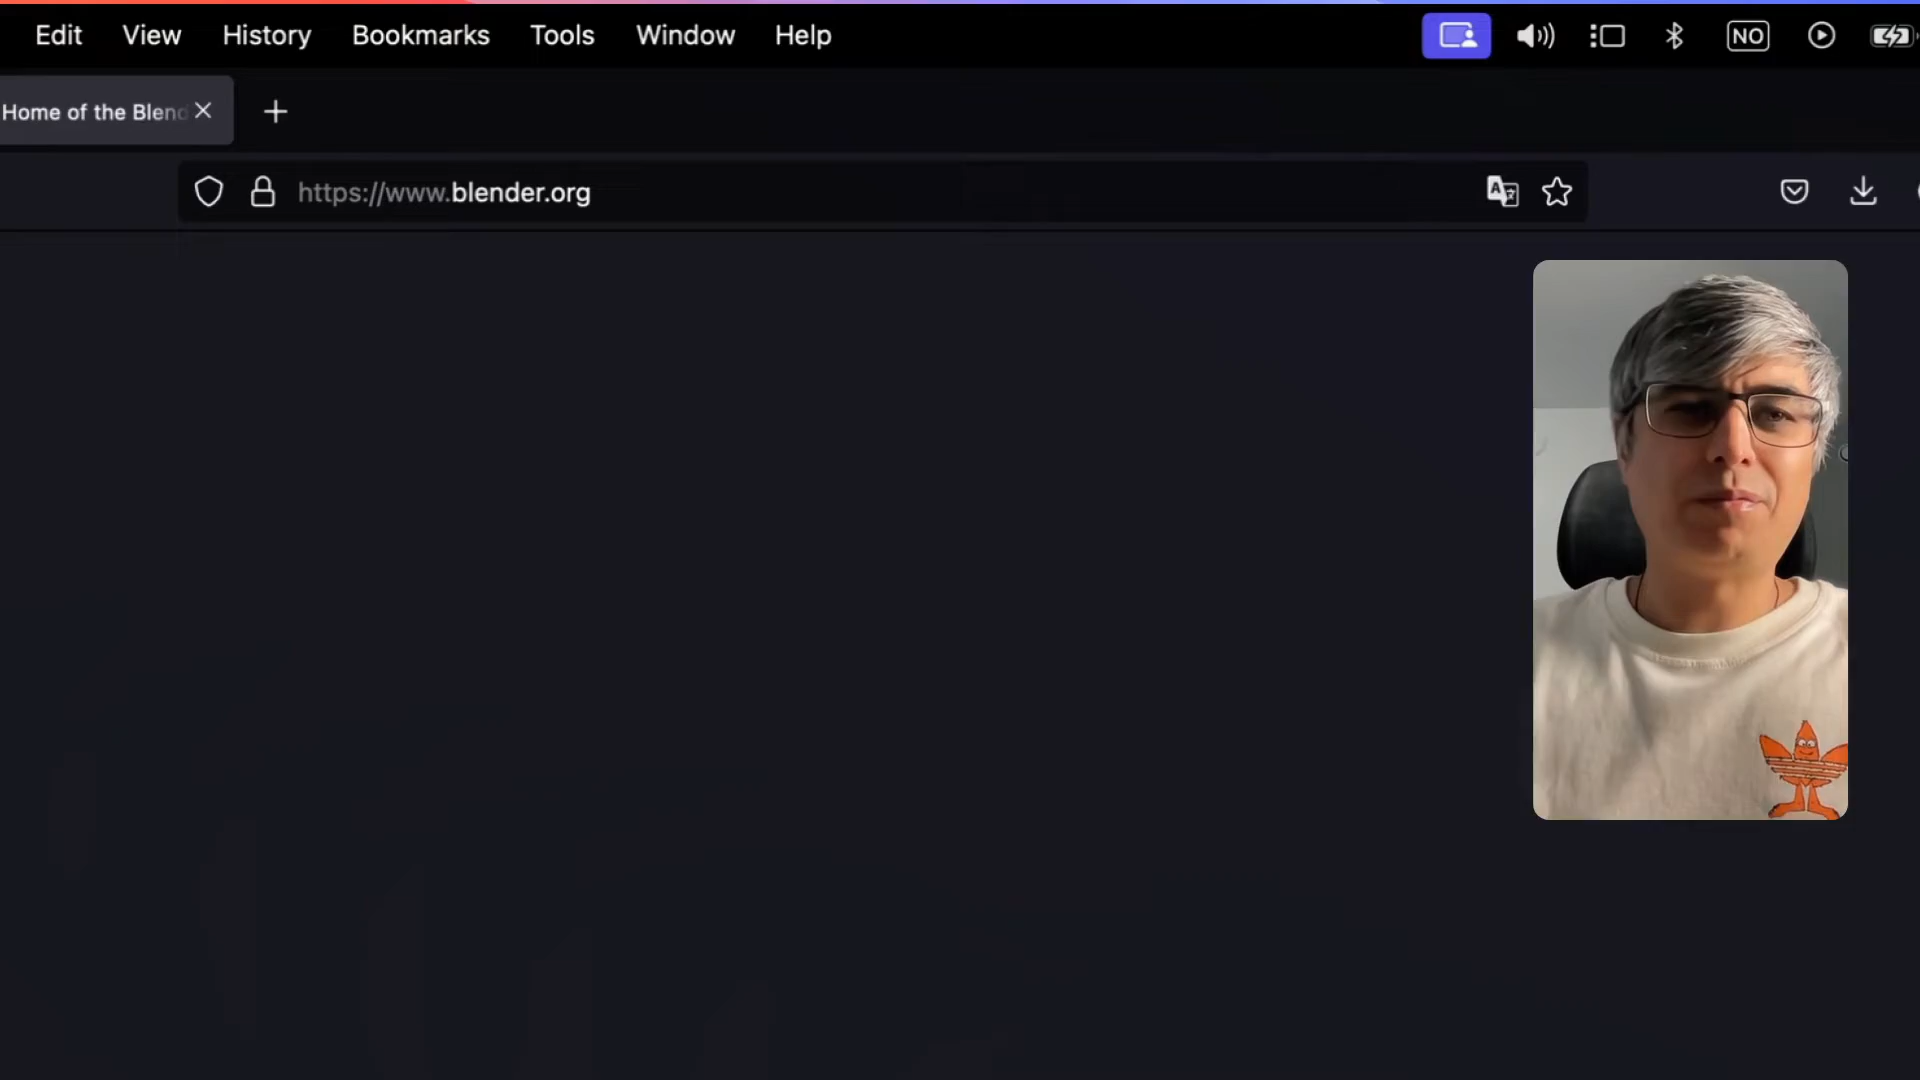 Edit View History Bookmarks Tools Window Help NO
Home of the Blend
https://www.blender.org